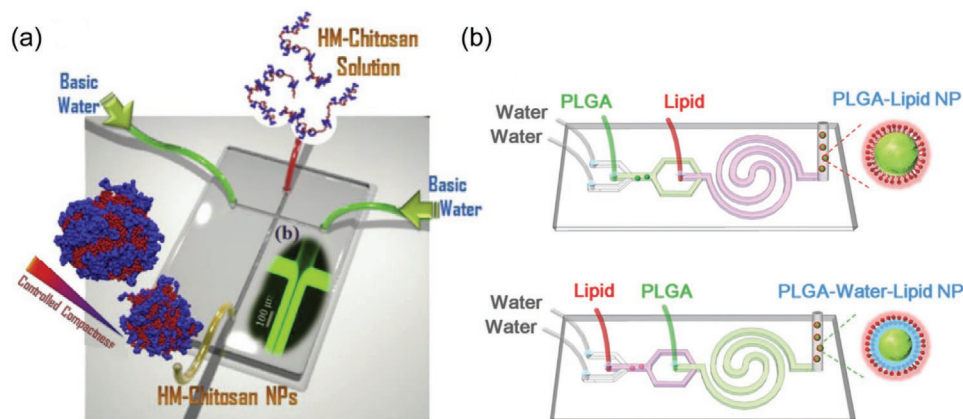 (a)
HM-Chitosan
Solution
Basic
Water
Basic
Water
(b)
100 μm
Controlled Compactness
HM-Chitosan NPs
(b)
Water
Water
PLGA
Lipid
PLGA-Lipid NP
Water
Water
Lipid
PLGA
PLGA-Water-Lipid NP